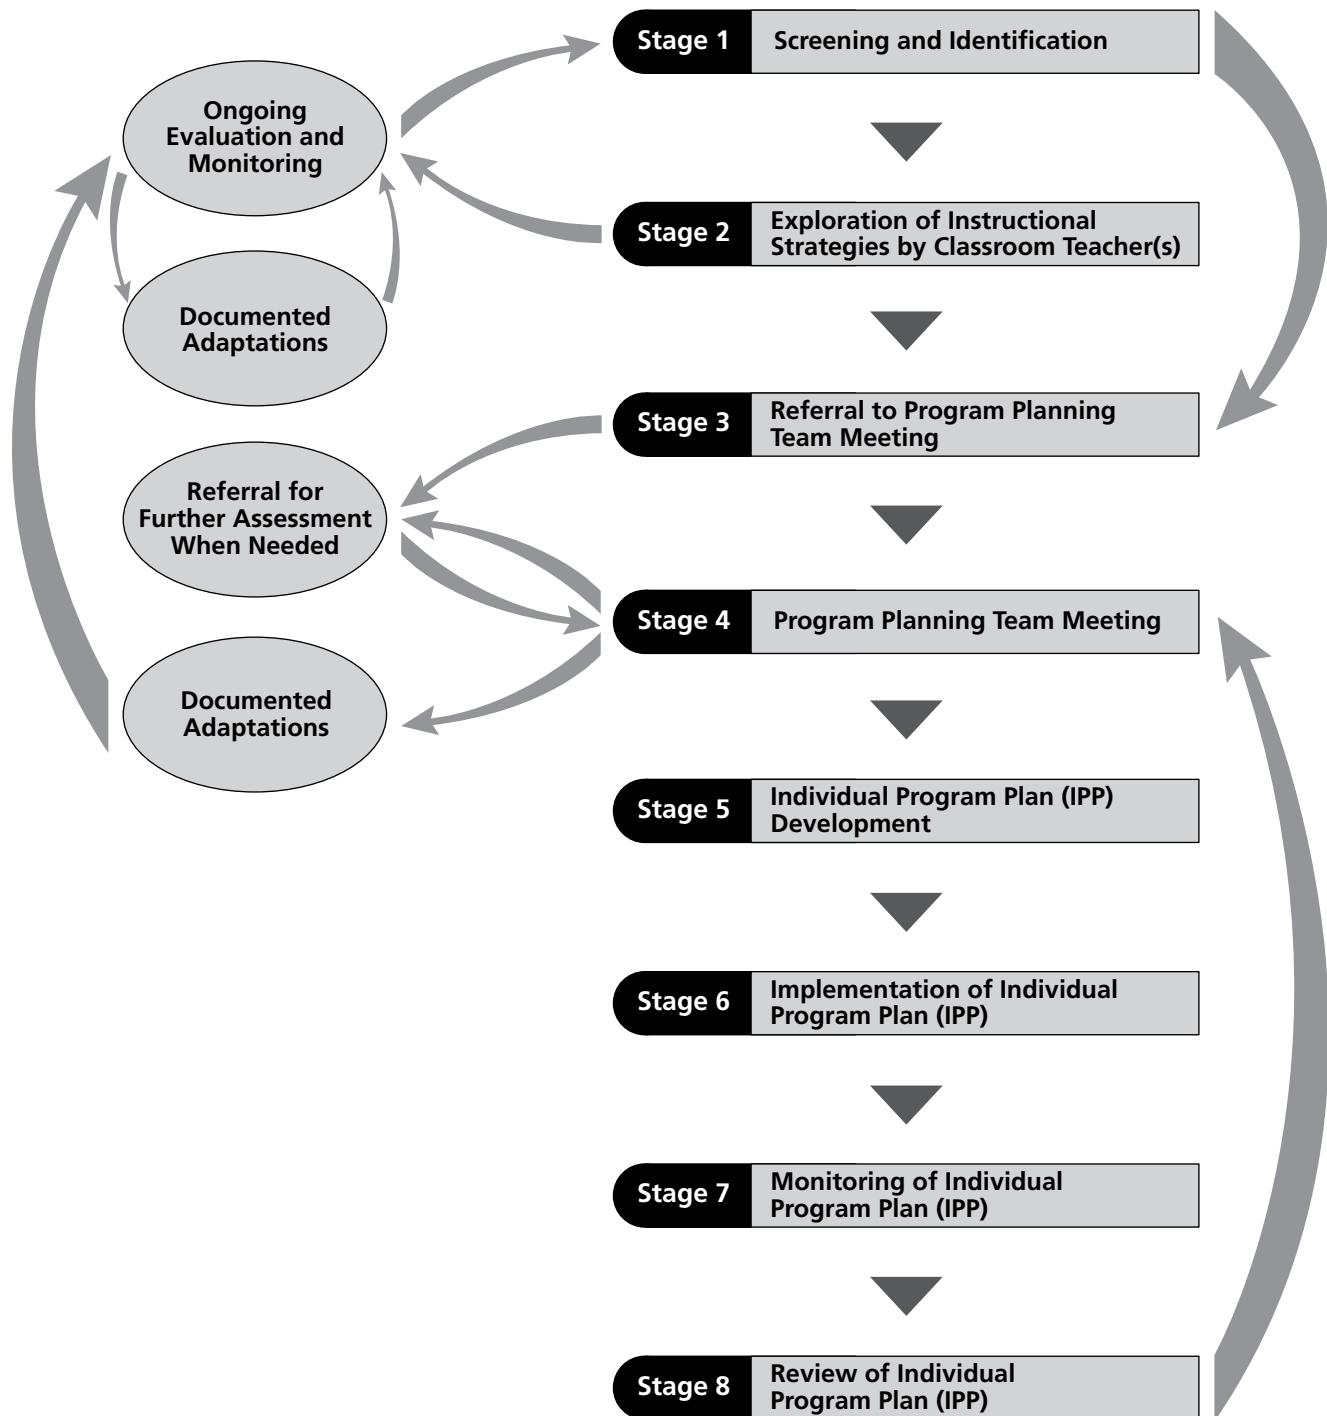 Stage 1
Screening and Identification
Ongoing
Evaluation and
Monitoring
Stage 2
Exploration of Instructional
Strategies by Classroom Teacher(s)
Documented
Adaptations
Stage 3
Referral to Program Planning
Team Meeting
Referral for
Further Assessment
When Needed
Stage 4
Program Planning Team Meeting
Documented
Adaptations
Stage 5
Individual Program Plan (IPP)
Development
Stage 6
Implementation of Individual
Program Plan (IPP)
Stage 7
Monitoring of Individual
Program Plan (IPP)
Stage 8
Review of Individual
Program Plan (IPP)